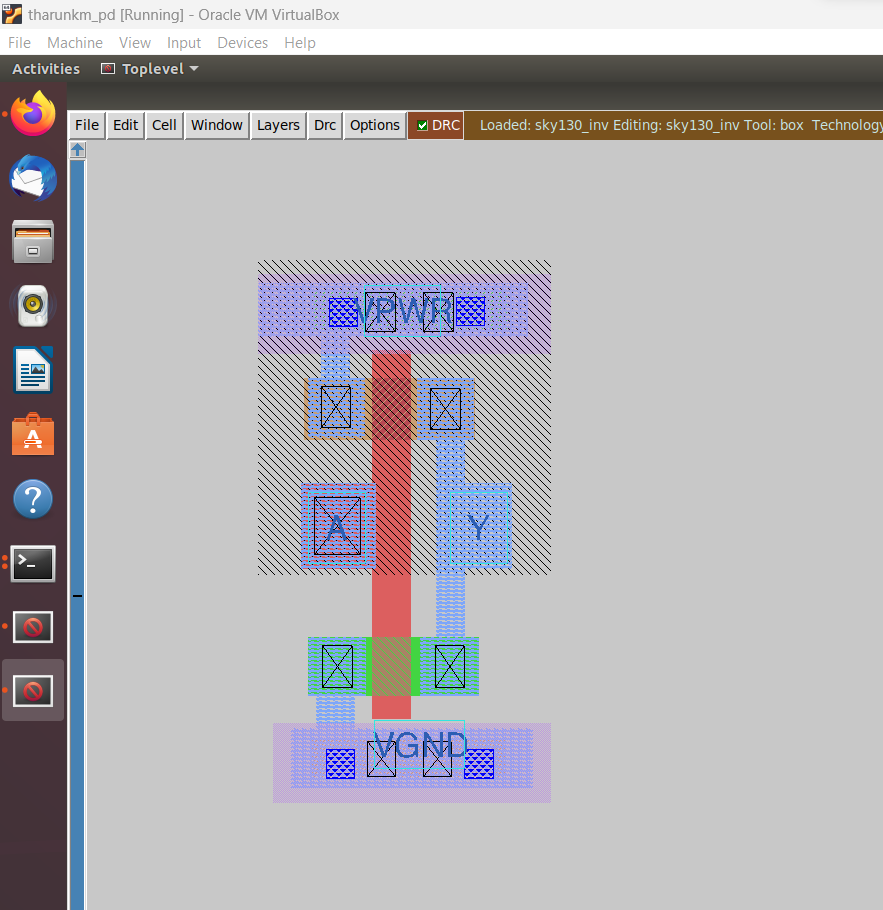 tharunkm_pd [Running] - Oracle VM VirtualBox
File Machine View Input Devices Help
Activities Toplevel
File Edit Cell Window Layers Drc Options DRC Loaded: sky130_inv Editing: sky130_inv Tool: box Technology
VPWR
A Y
VGND